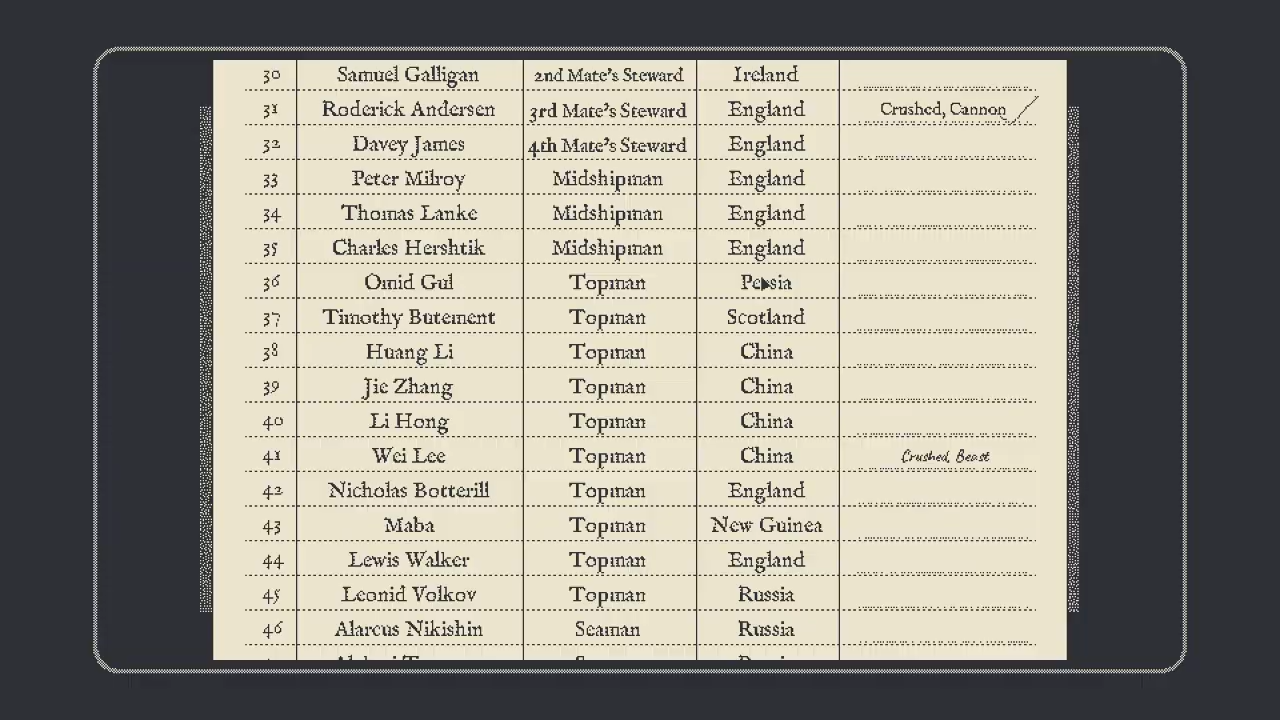 30 Samuel Galligan 2nd Mate's Steward Ireland
31 Roderick Andersen 3rd Mate's Steward England Crushed, Cannon
32 Davey James 4th Mate's Steward England
33 Peter Milroy Midshipman England
34 Thomas Lanke Midshipman England
35 Charles Hershtik Midshipman England
36 Omid Gul Topman Persia
37 Timothy Butement Topman Scotland
38 Huang Li Topman China
39 Jie Zhang Topman China
40 Li Hong Topman China
41 Wei Lee Topman China Crushed, Beast
42 Nicholas Botterill Topman England
43 Maba Topman New Guinea
44 Lewis Walker Topman England
45 Leonid Volkov Topman Russia
46 Alarcus Nikishin Seaman Russia